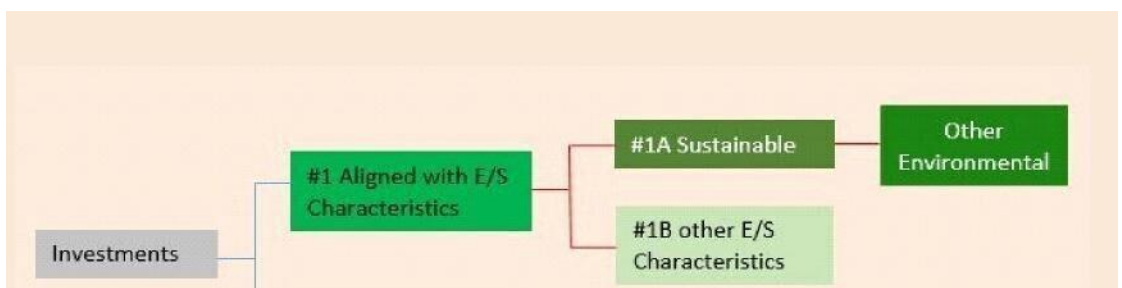 Other
Environmental
#1A Sustainable
#1 Aligned with E/S
Characteristics
#1B other E/S
Characteristics
Investments